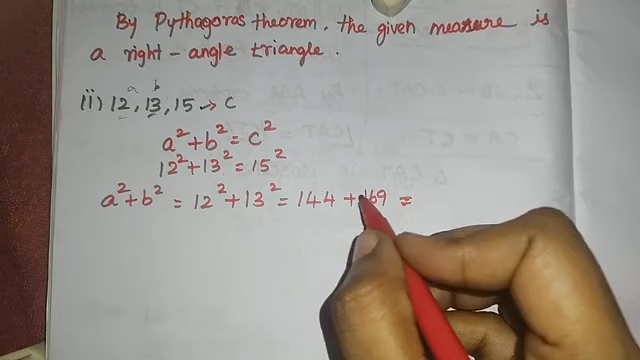 By Pythagoras theorem, the given measure is
a right-angle triangle.
a b
ii) 12, 13, 15 → c
a² + b² = c²
12² + 13² = 15²
a² + b² = 12² + 13² = 144 + 169 =